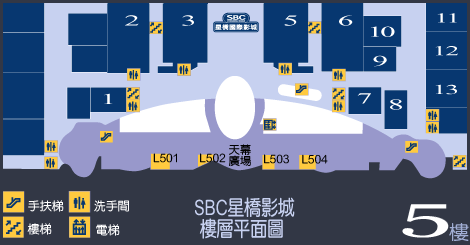 2
3
SBC
星橋國際影城
5
6
10
11
12
9
13
1
7
8
天幕
廣場
L501
L502
L503
L504
手扶梯
洗手間
樓梯
電梯
SBC星橋影城
樓層平面圖
5樓